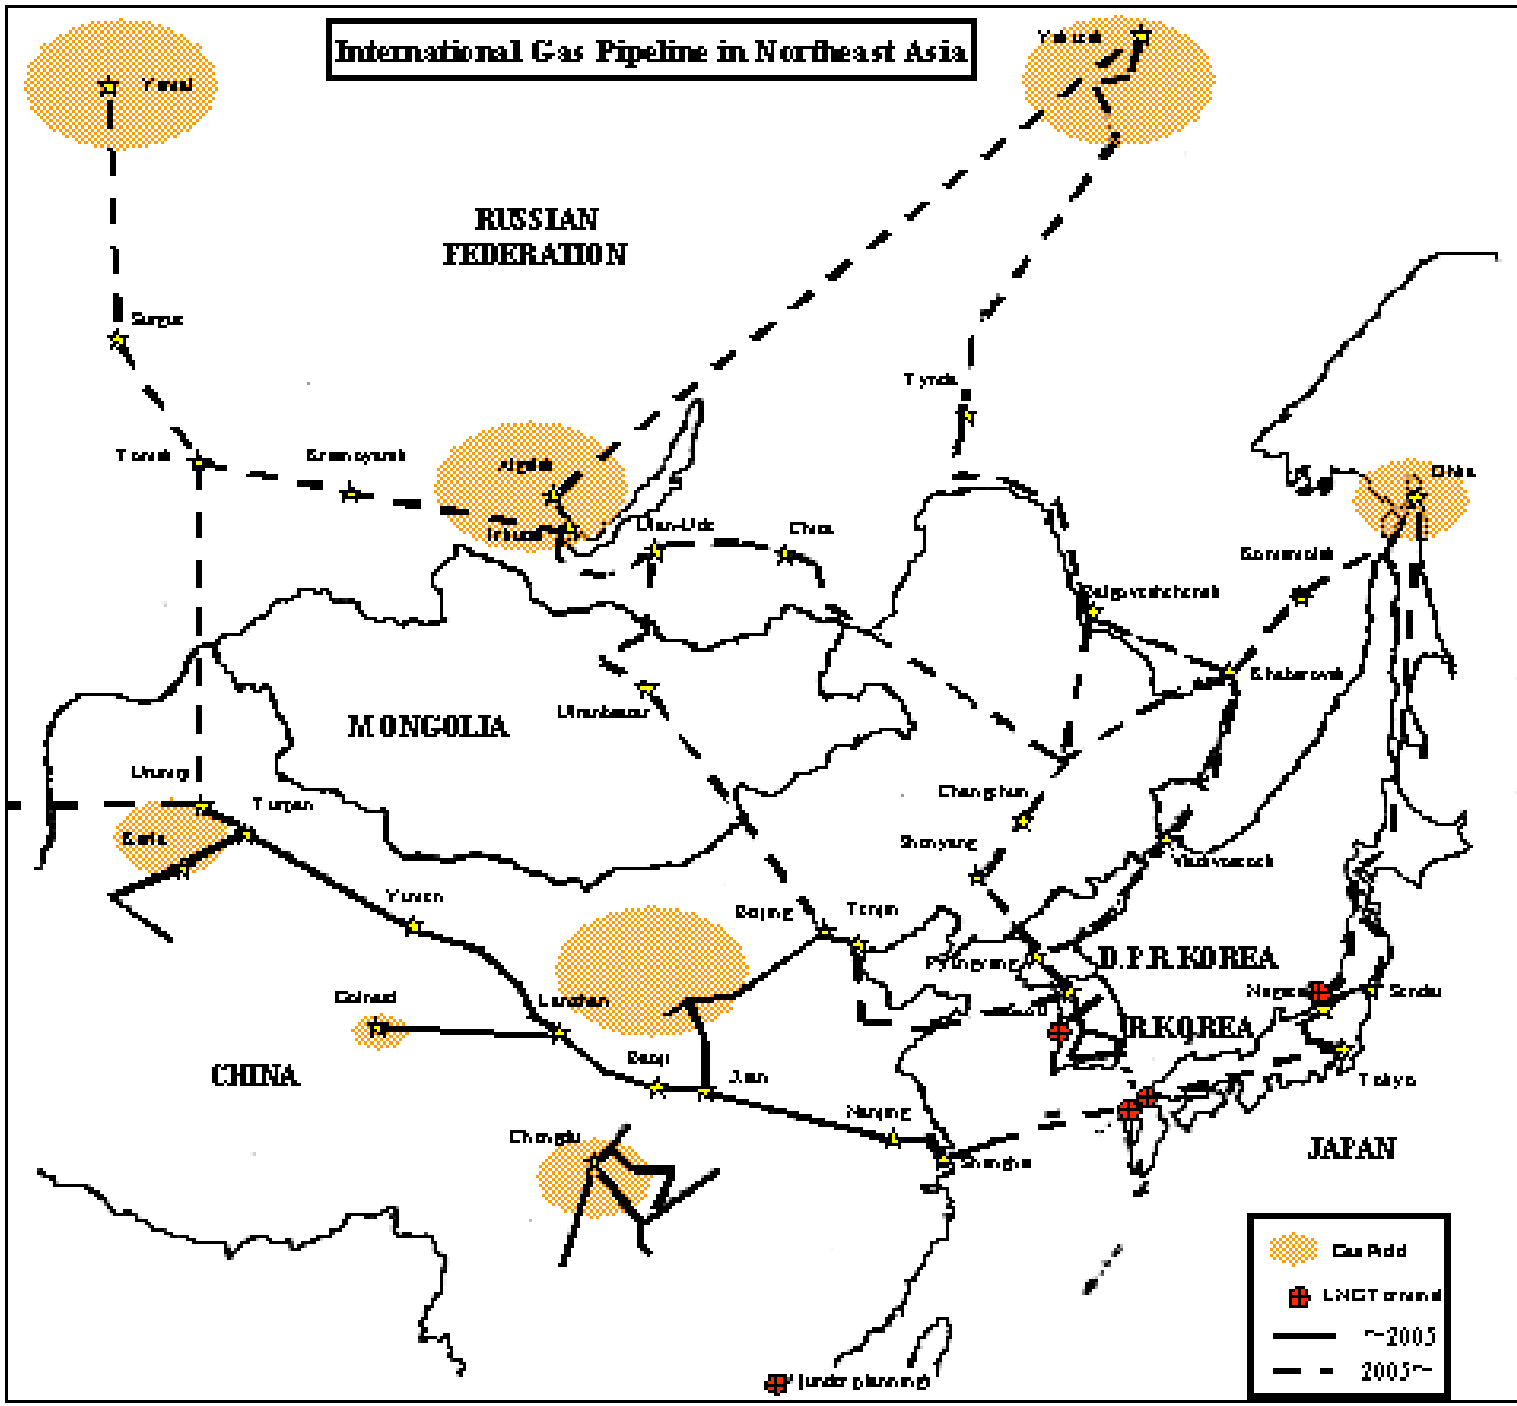 International Gas Pipeline in Northeast Asia
Yakutsk
Yamal
RUSSIAN
FEDERATION
Surgut
Tynda
Tomsk
Krasnoyarsk
Irkutsk
Ulan-Ude
Chita
Okha
Komsomolsk
Khabarovsk
MONGOLIA
Ulaanbaatar
Urumqi
Turpan
Korla
Changchun
Shenyang
Vladivostok
Yumen
Beijing
Tianjin
Pyongyang
D.P.R.KOREA
Lanzhou
Niigata
Sendai
R.KOREA
CHINA
Baoji
Xian
Tokyo
Nanjing
Chengdu
Shanghai
JAPAN
Gas Field
LNG Terminal
~2005
2005~
(under planning)